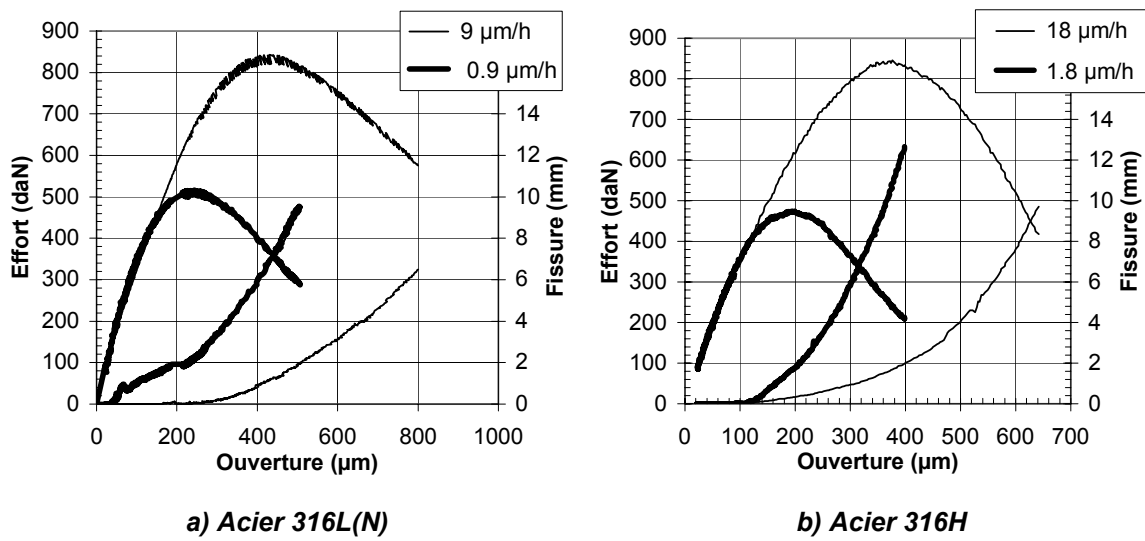 9 µm/h
0.9 µm/h
900
800
700
600
500
400
300
200
100
0
Effort (daN)
14
12
10
8
6
4
2
0
Fissure (mm)
0 200 400 600 800 1000
Ouverture (µm)
a) Acier 316L(N)
18 µm/h
1.8 µm/h
900
800
700
600
500
400
300
200
100
0
Effort (daN)
14
12
10
8
6
4
2
0
Fissure (mm)
0 100 200 300 400 500 600 700
Ouverture (µm)
b) Acier 316H